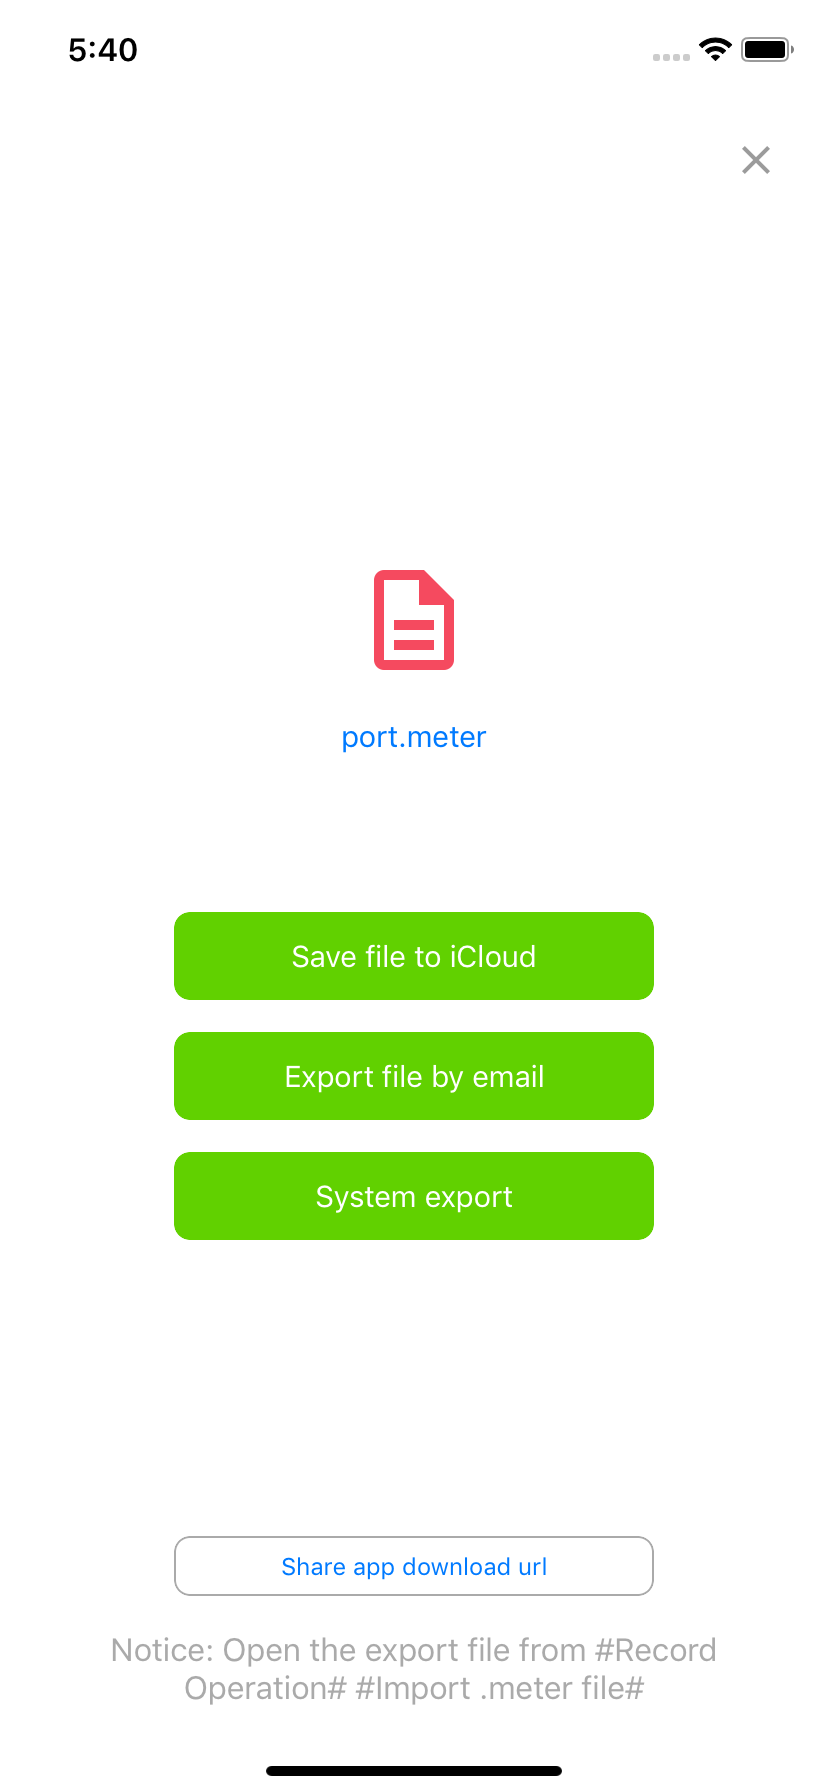 5:40
port.meter
Save file to iCloud
Export file by email
System export
Share app download url
Notice: Open the export file from #Record
Operation# #Import .meter file#